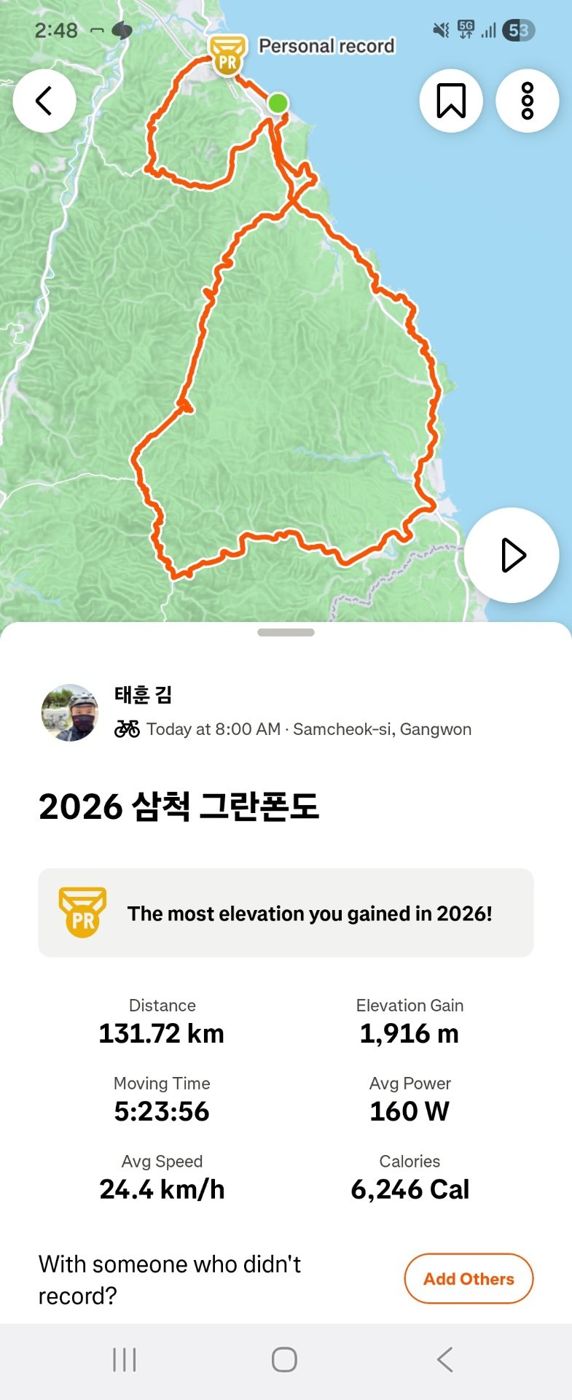 2:48
5G
53
Personal record
PR
태훈 김
Today at 8:00 AM · Samcheok-si, Gangwon
2026 삼척 그란폰도
PR
The most elevation you gained in 2026!
Distance
Elevation Gain
131.72 km
1,916 m
Moving Time
Avg Power
5:23:56
160 W
Avg Speed
Calories
24.4 km/h
6,246 Cal
With someone who didn't
record?
Add Others